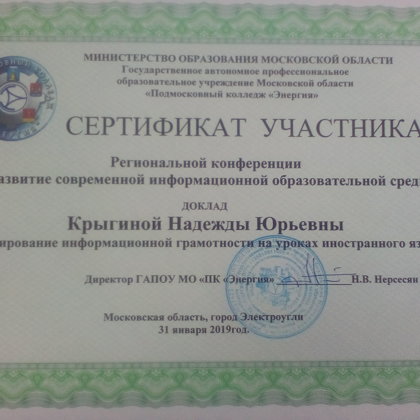 МИНИСТЕРСТВО ОБРАЗОВАНИЯ МОСКОВСКОЙ ОБЛАСТИ
Государственное автономное профессиональное
образовательное учреждение Московской области
«Подмосковный колледж «Энергия»
СЕРТИФИКАТ УЧАСТНИКА
Региональной конференции
азвитие современной информационной образовательной сред
ДОКЛАД
Крыгиной Надежды Юрьевны
ирование информационной грамотности на уроках иностранного яз
Директор ГАПОУ МО «ПК «Энергия» Н.В. Нерсесян
Московская область, город Электроугли
31 января 2019год.